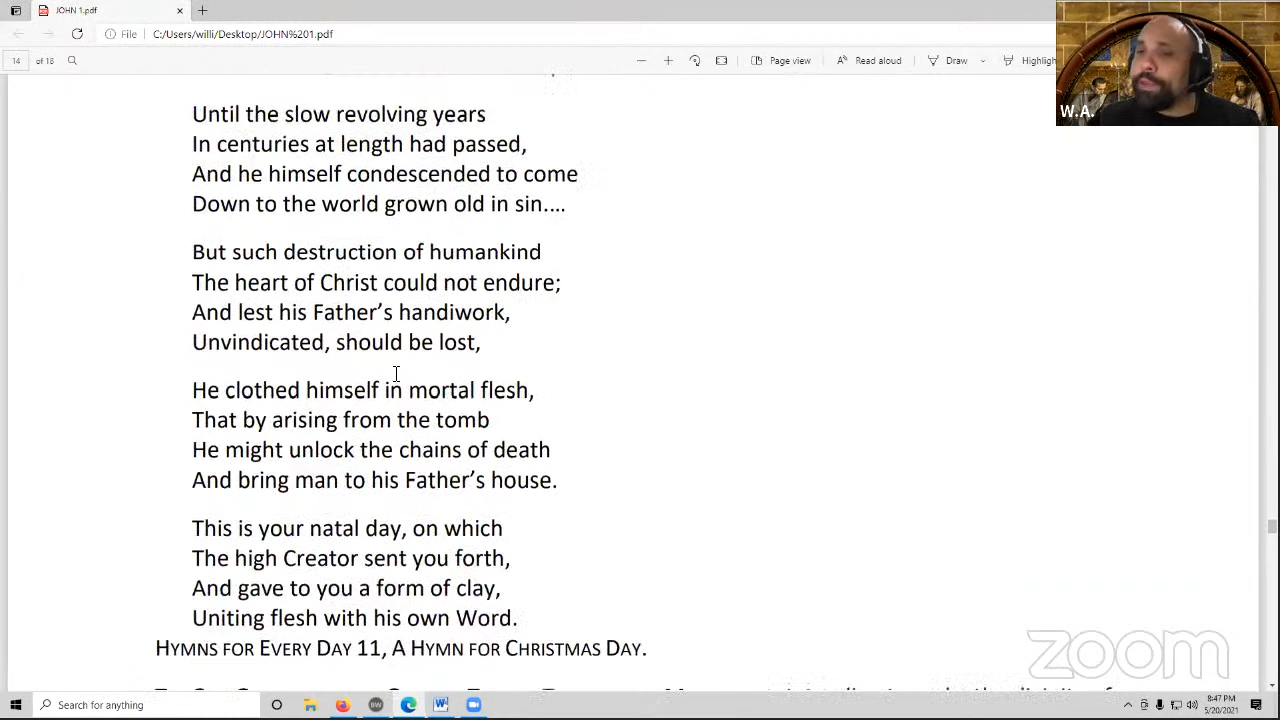 JOHN 1.pdf
File
C:/Users/willi/Desktop/JOHN%201.pdf
14
of 18
Page view
Read aloud
Draw
Highligh
W.A.
Until the slow revolving years
In centuries at length had passed,
And he himself condescended to come
Down to the world grown old in sin.…
But such destruction of humankind
The heart of Christ could not endure;
And lest his Father’s handiwork,
Unvindicated, should be lost,
He clothed himself in mortal flesh,
That by arising from the tomb
He might unlock the chains of death
And bring man to his Father’s house.
This is your natal day, on which
The high Creator sent you forth,
And gave to you a form of clay,
Uniting flesh with his own Word.
HYMNS FOR EVERY DAY 11, A HYMN FOR CHRISTMAS DAY.
zoom
Search for anything
8:47 PM
5/20/2021